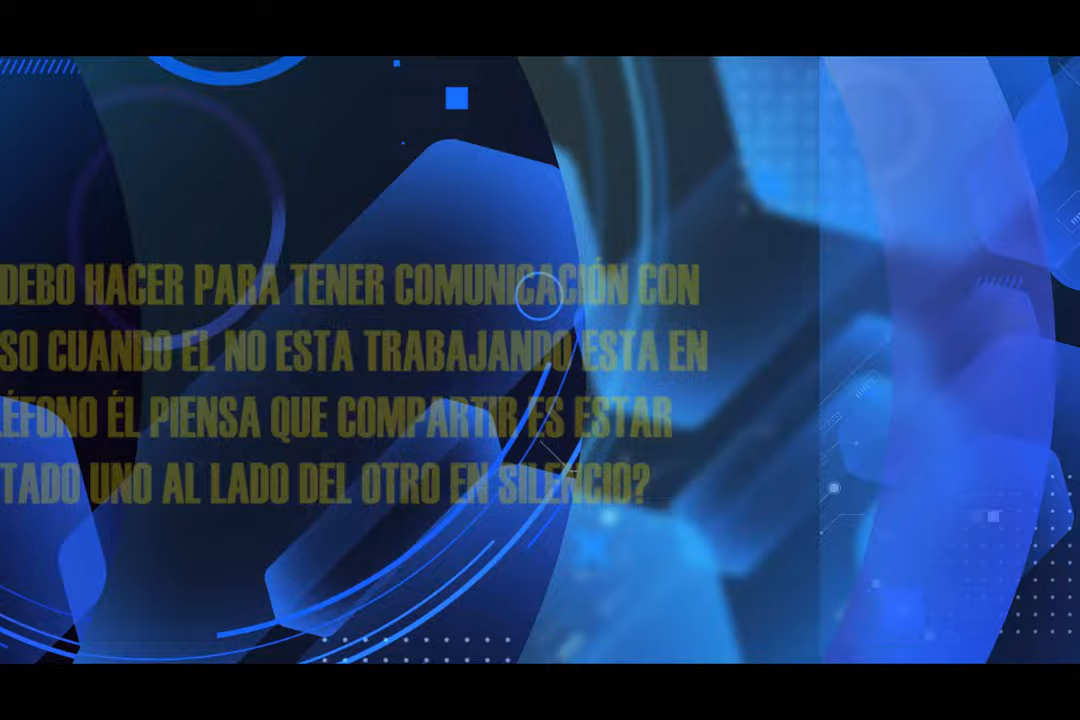 DEBO HACER PARA TENER COMUNICACIÓN CON
SO CUANDO EL NO ESTA TRABAJANDO ESTA EN
ÉFONO ÉL PIENSA QUE COMPARTIR ES ESTAR
TADO UNO AL LADO DEL OTRO EN SILENCIO?